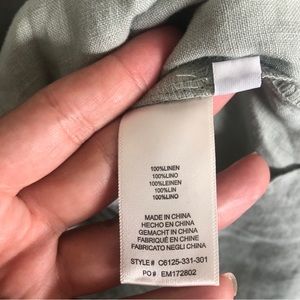 100%LINEN
100%LINO
100%LEINEN
100%LIN
100%LINO
MADE IN CHINA
HECHO EN CHINA
GEMACHT IN CHINA
FABRIQUÉ EN CHINE
FABRICATO NEGLI CHINA
STYLE# C6125-331-301
PO# EM172802